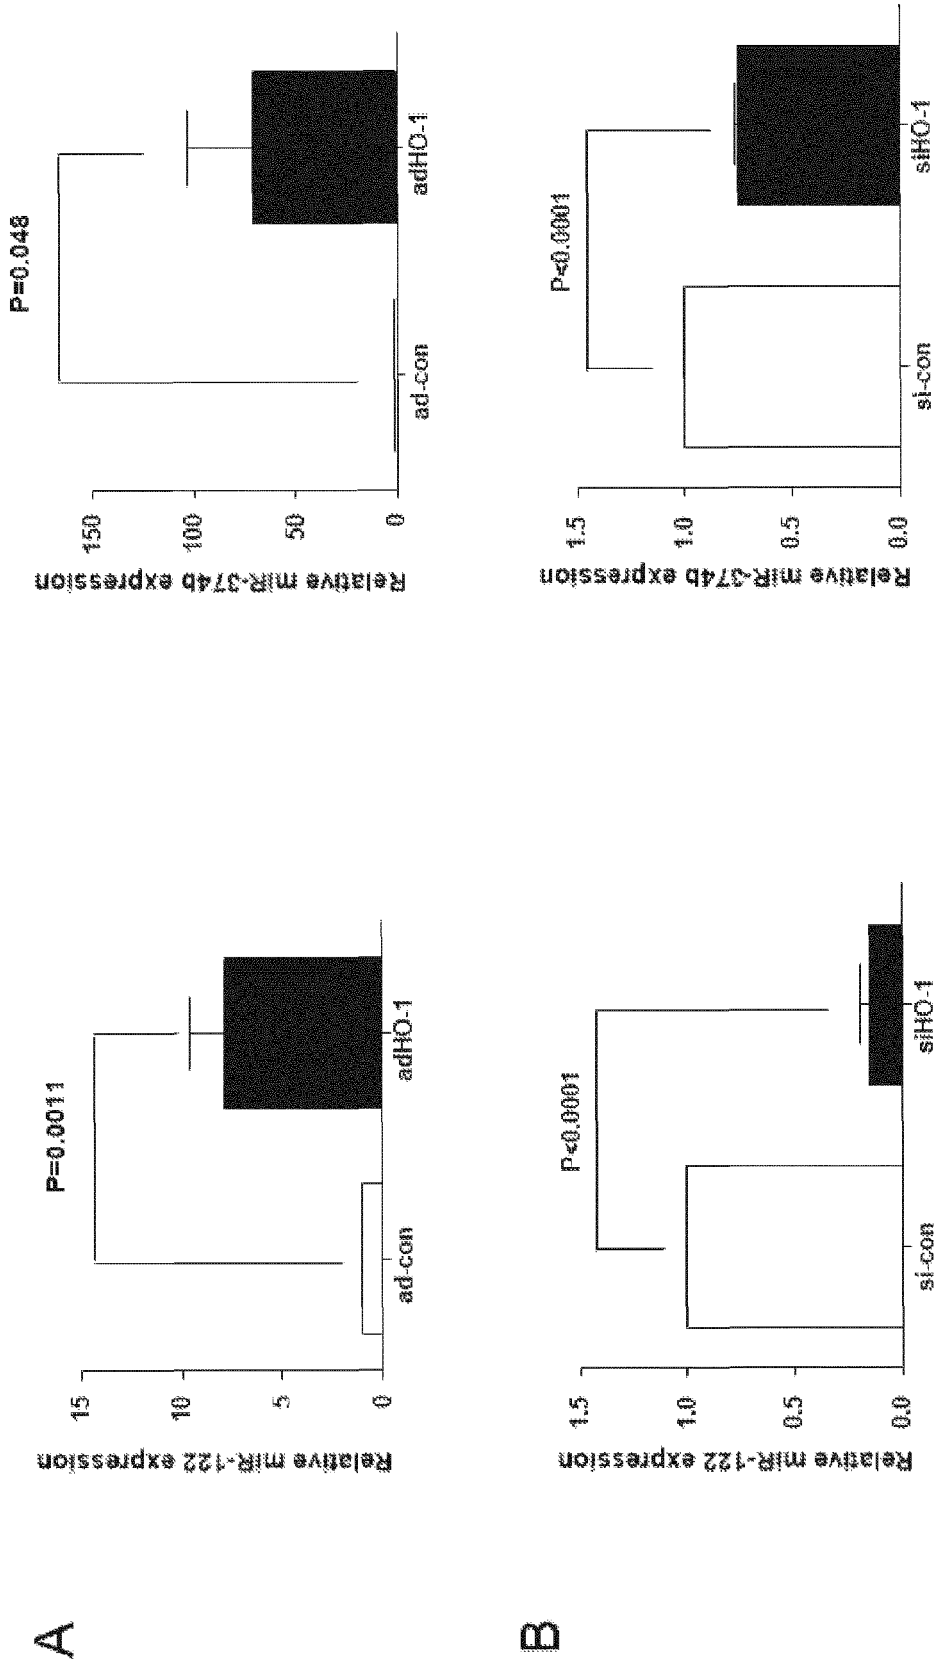 A
Relative miR-122 expression
15
10
5
0
P=0.0011
ad-con
adHO-1
Relative miR-374b expression
150
100
50
0
P=0.048
ad-con
adHO-1
B
Relative miR-122 expression
1.5
1.0
0.5
0.0
P<0.0001
si-con
siHO-1
Relative miR-374b expression
1.5
1.0
0.5
0.0
P<0.0001
si-con
siHO-1